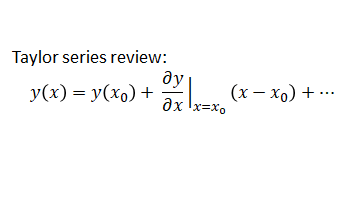 Taylor series review:
y(x) = y(x₀) + ∂y/∂x |ₓ₌ₓ₀ (x − x₀) + ⋯